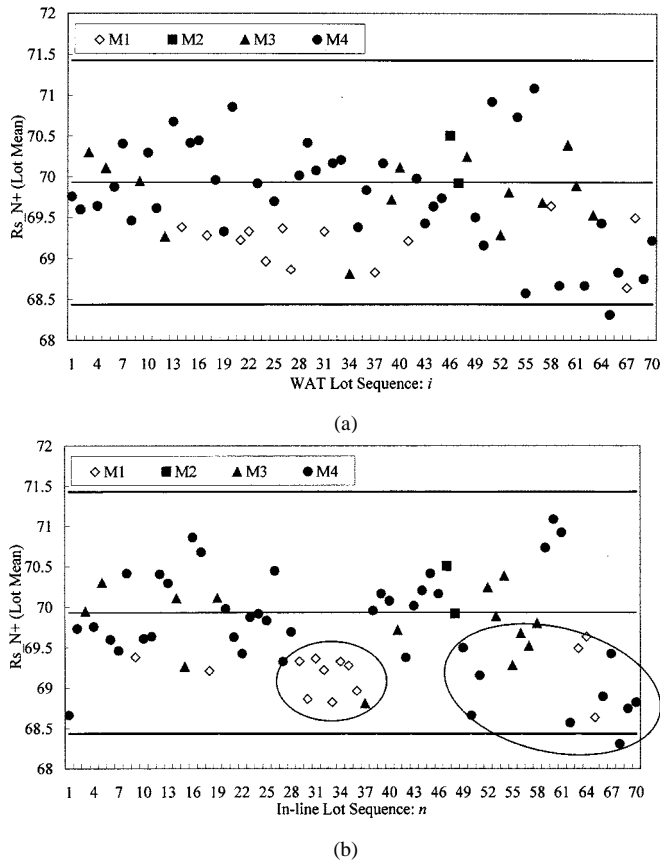 72
71.5
◇ M1 ■ M2 ▲ M3 ● M4
71
70.5
70
69.5
69
68.5
68
Rs_N+ (Lot Mean)
1 4 7 10 13 16 19 22 25 28 31 34 37 40 43 46 49 52 55 58 61 64 67 70
WAT Lot Sequence: i
(a)
72
◇ M1 ■ M2 ▲ M3 ● M4
71.5
71
70.5
70
69.5
69
68.5
68
Rs_N+ (Lot Mean)
1 4 7 10 13 16 19 22 25 28 31 34 37 40 43 46 49 52 55 58 61 64 67 70
In-line Lot Sequence: n
(b)